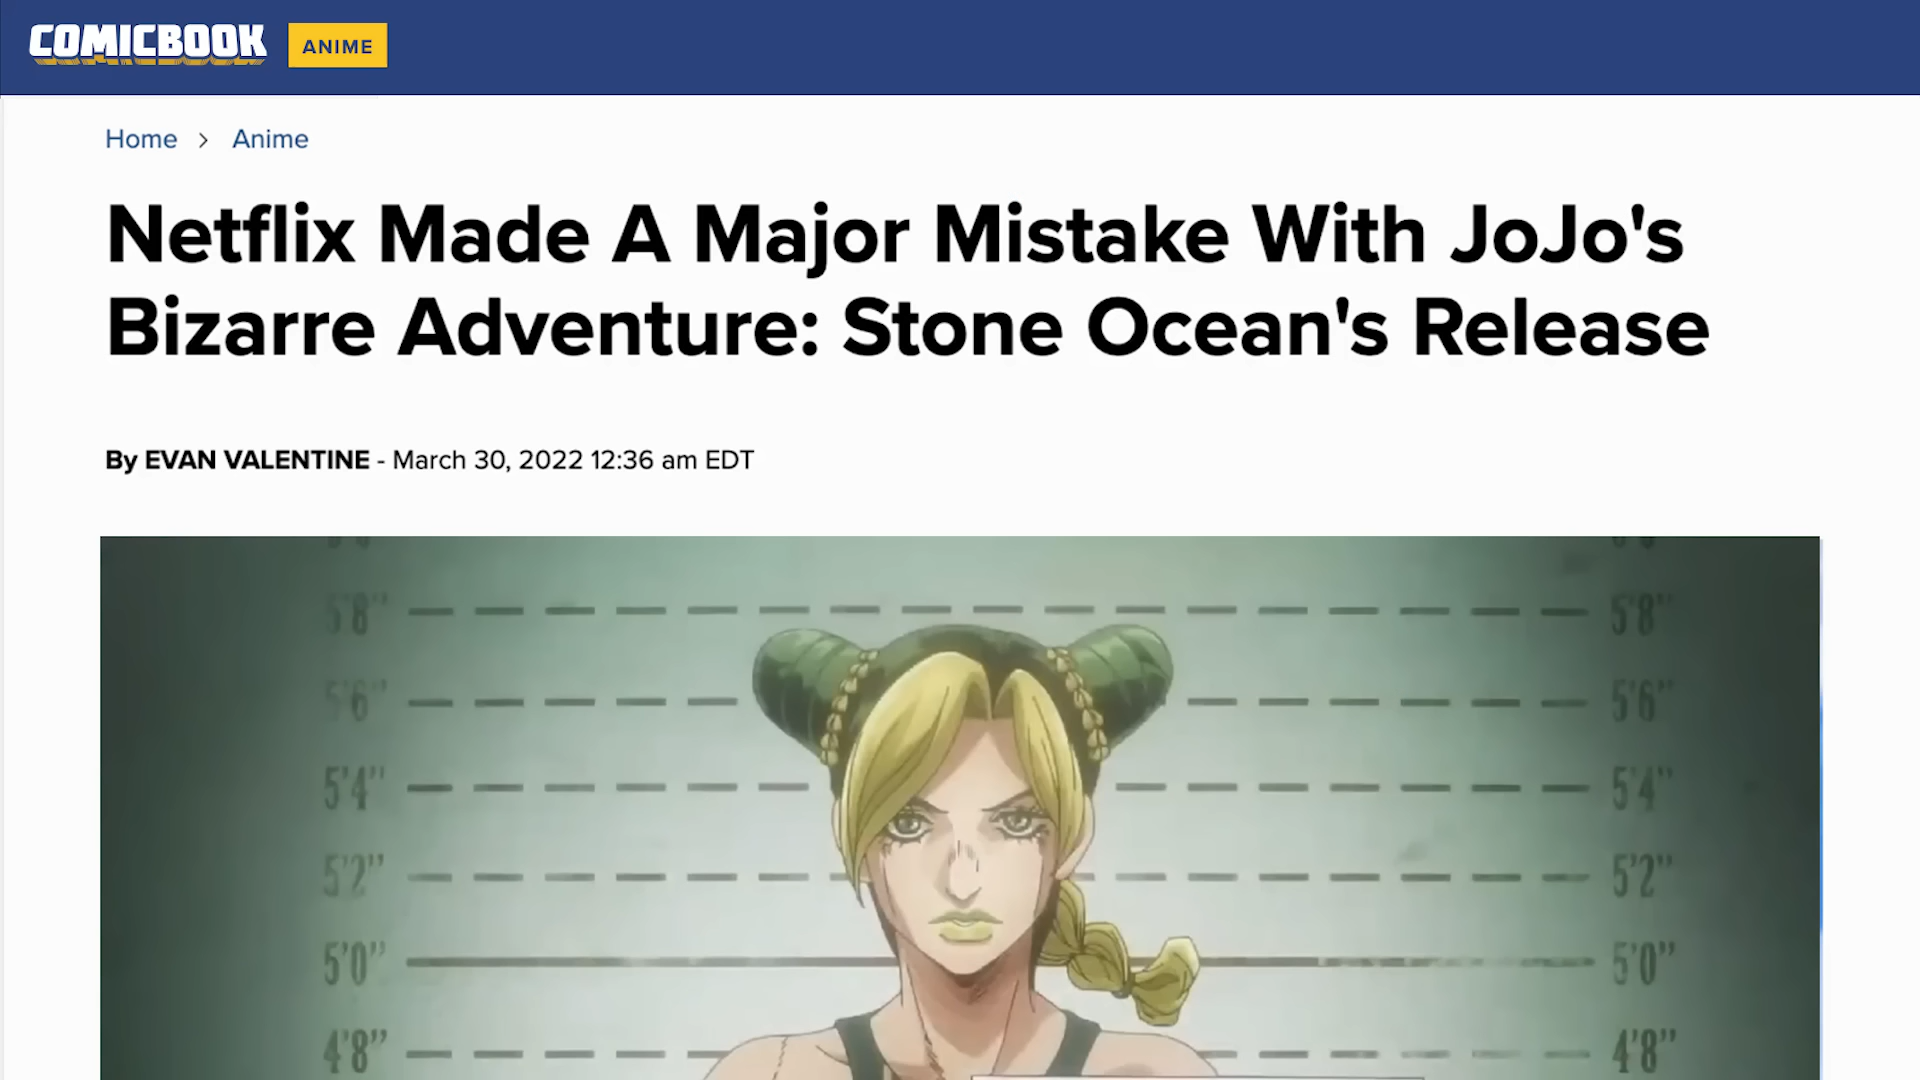 COMICBOOK ANIME
Home > Anime
Netflix Made A Major Mistake With JoJo's
Bizarre Adventure: Stone Ocean's Release
By EVAN VALENTINE - March 30, 2022 12:36 am EDT
5'8" 5'8"
5'6" 5'6"
5'4" 5'4"
5'2" 5'2"
5'0" 5'0"
4'8" 4'8"